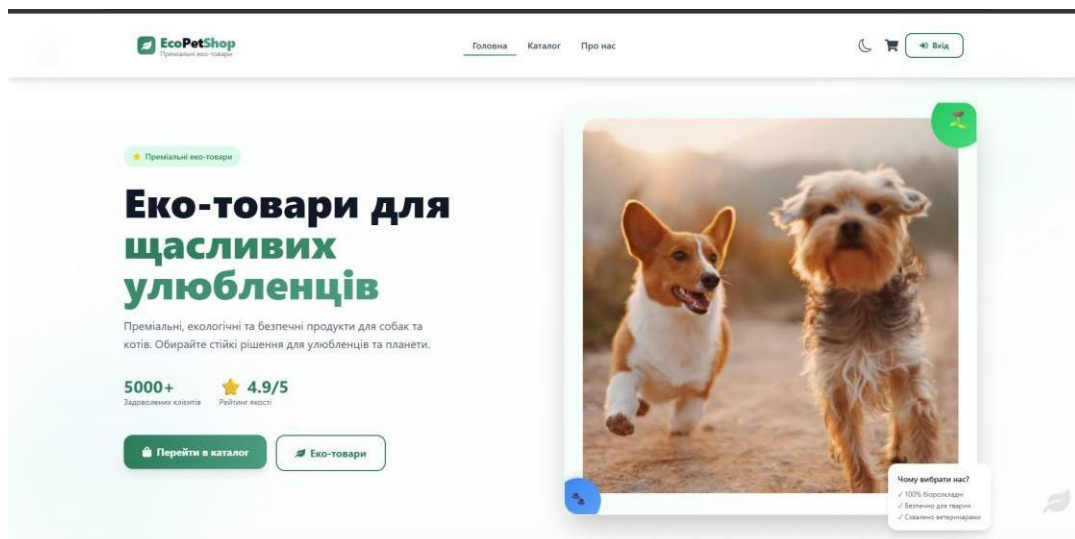 EcoPetShop
Преміальні еко-товари
Головна Каталог Про нас
Вхід
Преміальні еко-товари
Еко-товари для
щасливих
улюбленців
Преміальні, екологічні та безпечні продукти для собак та
котів. Обирайте стійкі рішення для улюбленців та планети.
5000+
Задоволених клієнтів
4.9/5
Рейтинг якості
Перейти в каталог
Еко-товари
Чому вибрати нас?
✓ 100% біорозкладні
✓ Безпечно для тварин
✓ Схвалено ветеринарами